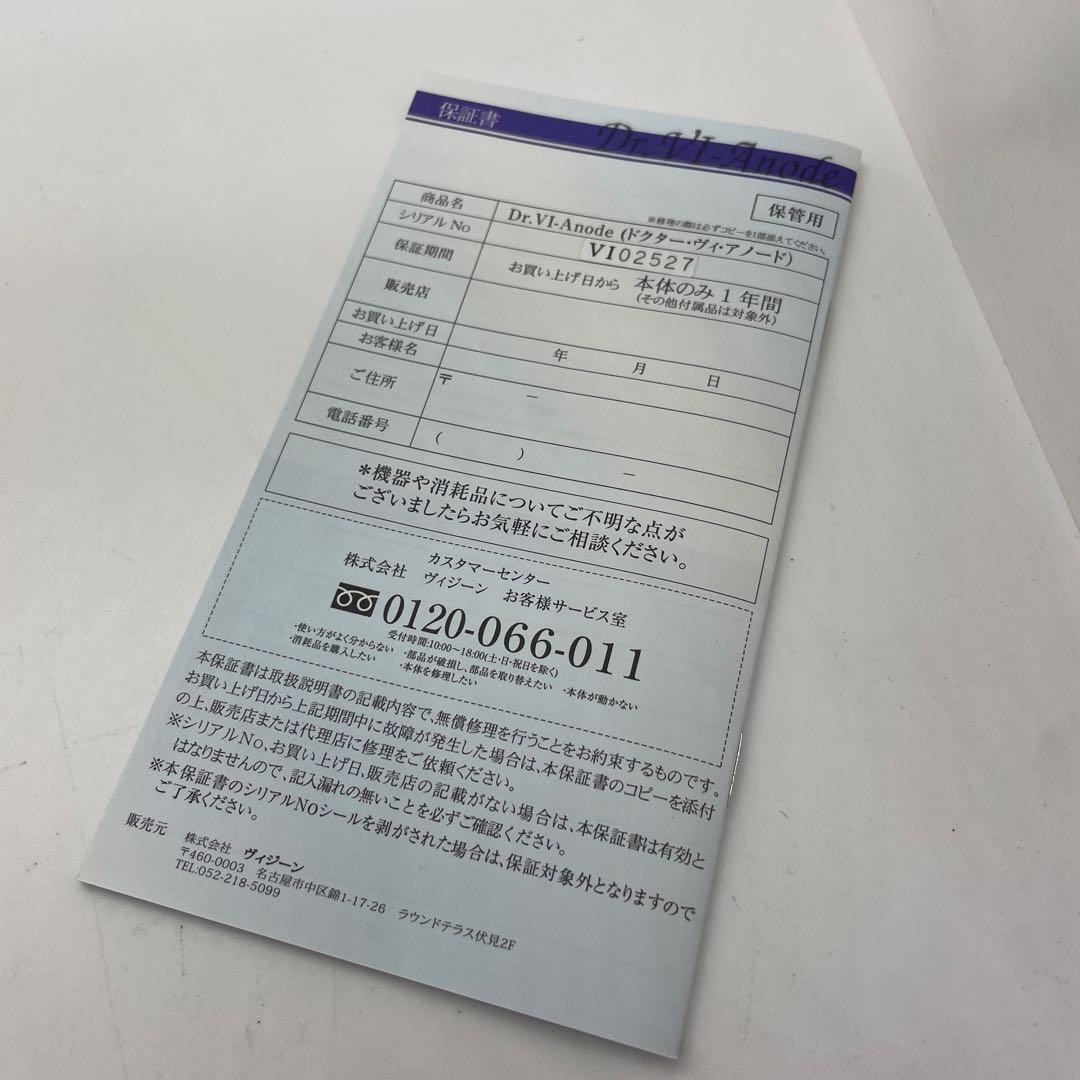 保証書
Dr. VI-Anode
保管用
※修理の際は必ずコピーを1部添えてください。
商品名 Dr.VI-Anode (ドクター・ヴィ・アノード)
シリアルNo VI02527
保証期間 お買い上げ日から 本体のみ 1 年間
(その他付属品は対象外)
販売店
お買い上げ日 年 月 日
お客様名
ご住所 〒 －
電話番号 ( ) －
*機器や消耗品についてご不明な点が
ございましたらお気軽にご相談ください。
カスタマーセンター
株式会社 ヴィジーン お客様サービス室
0120-066-011
受付時間:10:00〜18:00(土・日・祝日を除く)
・使い方がよく分からない ・部品が破損し、部品を取り替えたい ・本体が動かない
・消耗品を購入したい ・本体を修理したい
本保証書は取扱説明書の記載内容で、無償修理を行うことをお約束するものです。
お買い上げ日から上記期間中に故障が発生した場合は、本保証書のコピーを添付
の上、販売店または代理店に修理をご依頼ください。
※シリアルNo、お買い上げ日、販売店の記載がない場合は、本保証書は有効と
はなりませんので、記入漏れの無いことを必ずご確認ください。
※本保証書のシリアルNoシールを剥がされた場合は、保証対象外となりますので
ご了承ください。
販売元 株式会社 ヴィジーン
〒460-0003 名古屋市中区錦1-17-26 ラウンドテラス伏見2F
TEL:052-218-5099